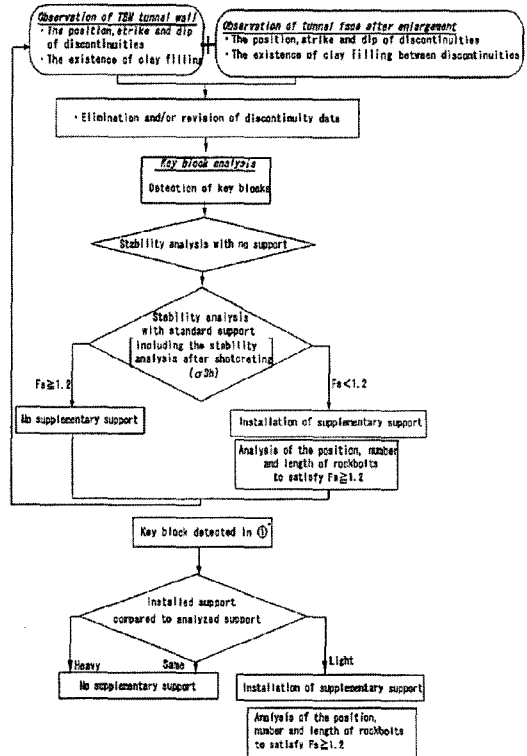 Observation of TBM tunnel wall
・The position, strike and dip
of discontinuities
・The existence of clay filling
Observation of tunnel face after enlargement
・The position, strike and dip of discontinuities
・The existence of clay filling between discontinuities
・Elimination and/or revision of discontinuity data
Key block analysis
Detection of key blocks
Stability analysis with no support
Stability analysis
with standard support
[including the stability
analysis after shotcreting
(σ3h)]
Fs≧1.2
Fs<1.2
No supplementary support
Installation of supplementary support
Analysis of the position, number
and length of rockbolts
to satisfy Fs≧1.2
Key block detected in ①*
Installed support
compared to analyzed support
Heavy
Same
Light
No supplementary support
Installation of supplementary support
Analysis of the position,
number and length of rockbolts
to satisfy Fs≧1.2